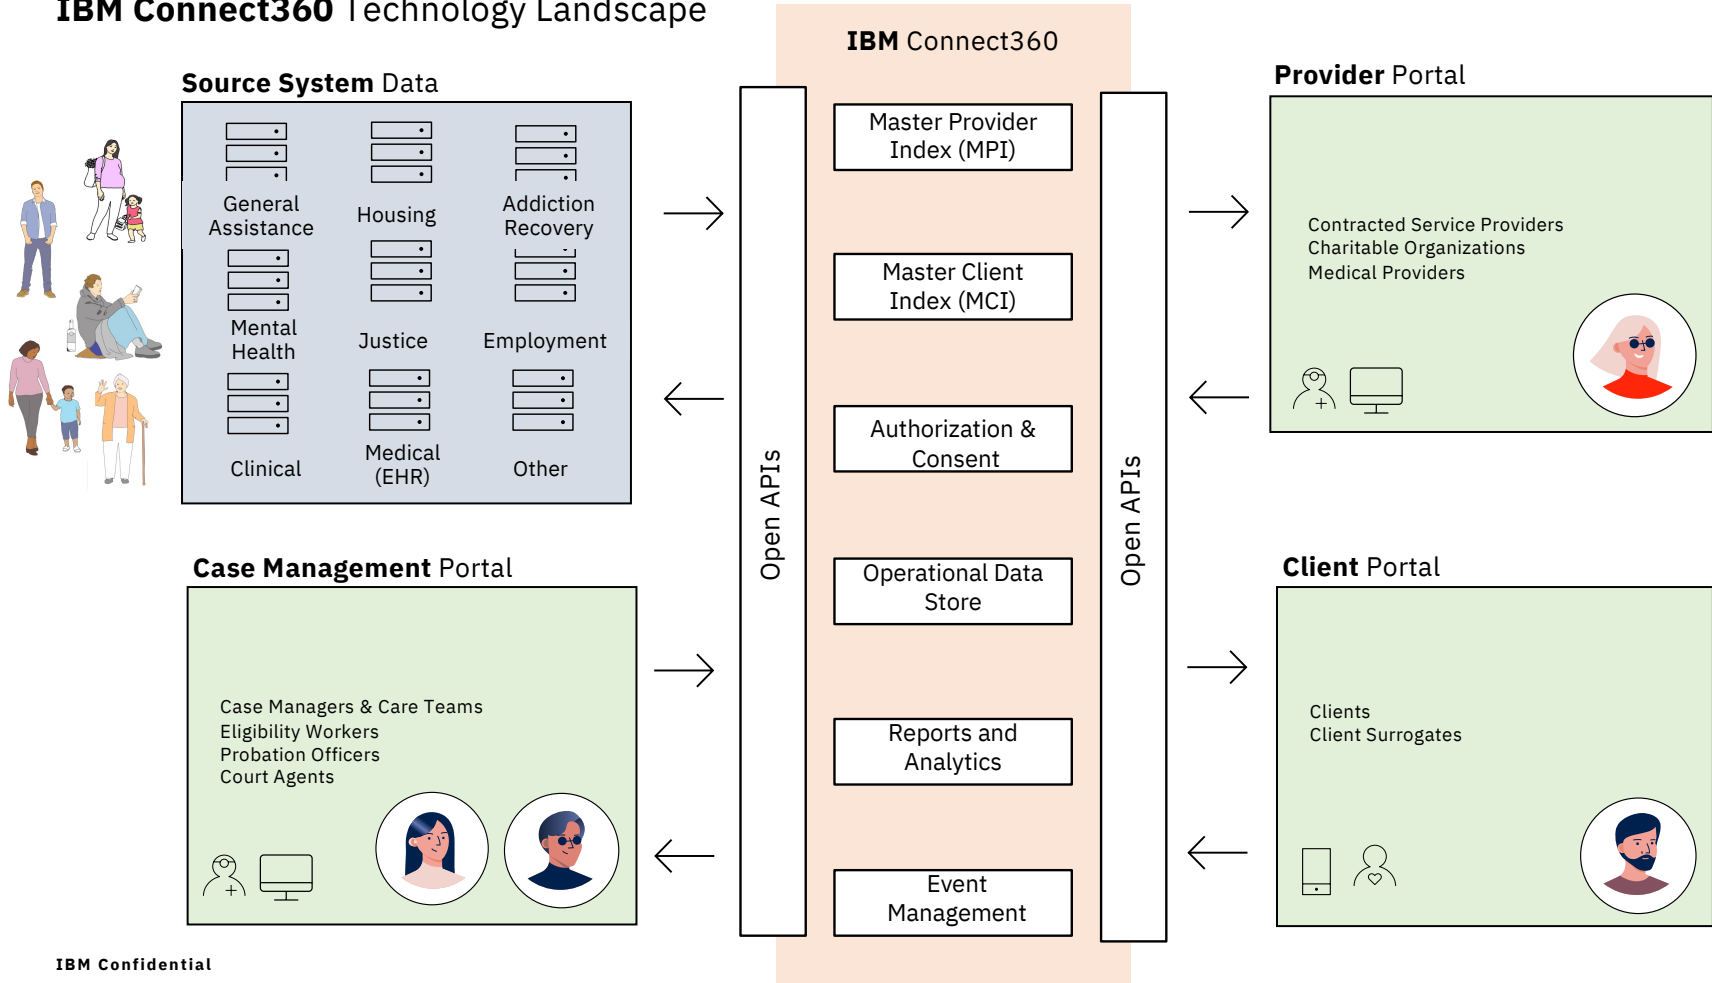 IBM Connect360 Technology Landscape
IBM Connect360
Source System Data
General
Assistance
Housing
Addiction
Recovery
Mental
Health
Justice
Employment
Clinical
Medical
(EHR)
Other
Case Management Portal
Case Managers & Care Teams
Eligibility Workers
Probation Officers
Court Agents
Open APIs
Master Provider
Index (MPI)
Master Client
Index (MCI)
Authorization &
Consent
Operational Data
Store
Reports and
Analytics
Event
Management
Open APIs
Provider Portal
Contracted Service Providers
Charitable Organizations
Medical Providers
Client Portal
Clients
Client Surrogates
IBM Confidential